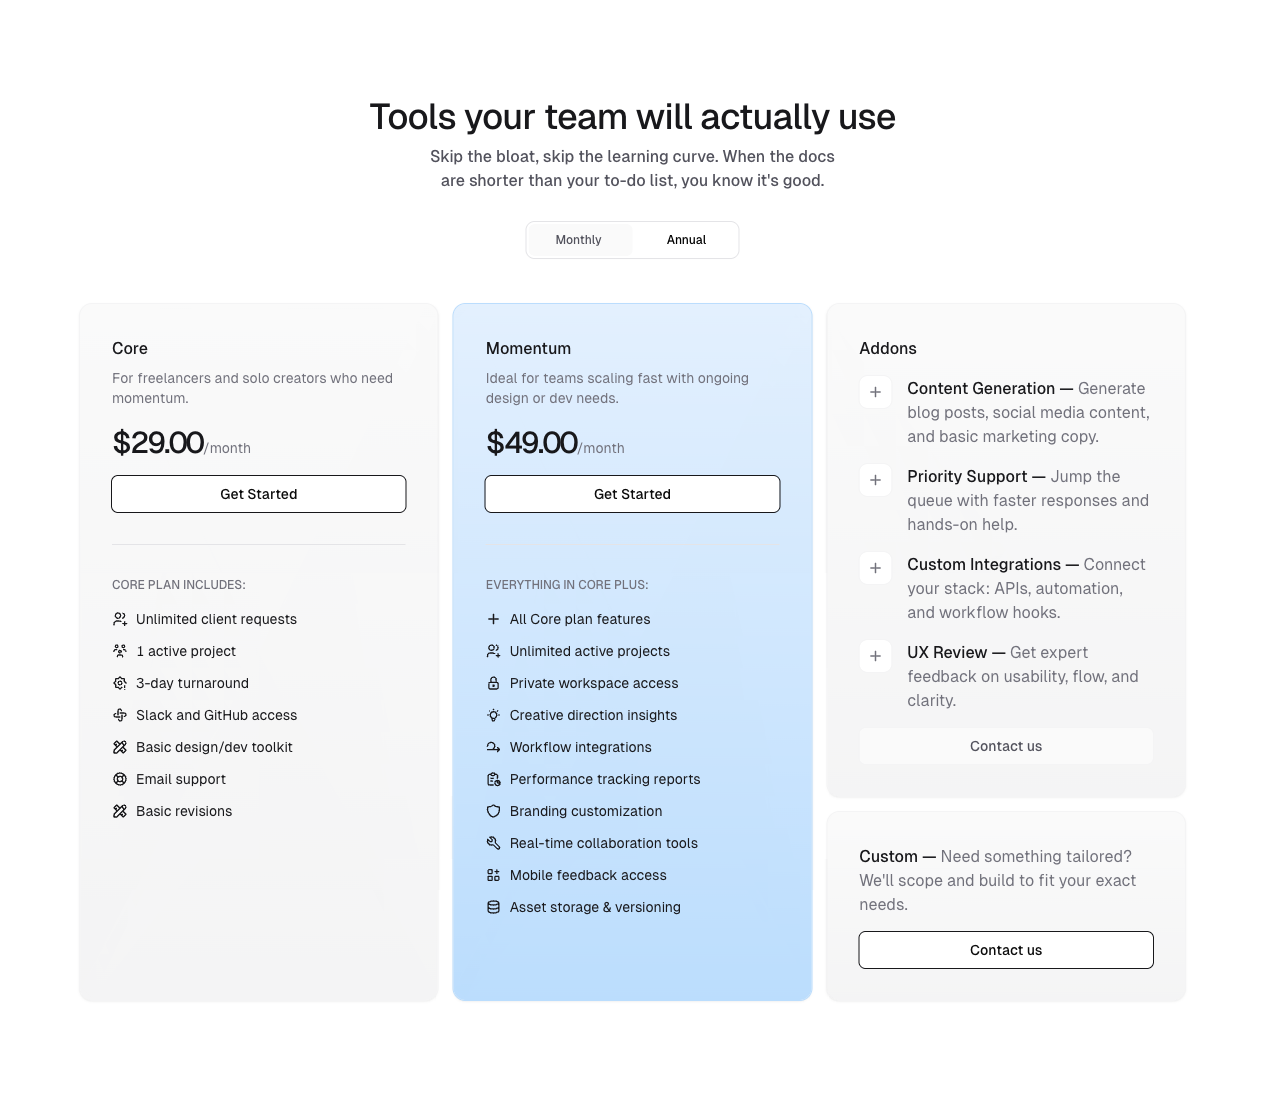 Tools your team will actually use
Skip the bloat, skip the learning curve. When the docs
are shorter than your to-do list, you know it's good.
Monthly
Annual
Core
For freelancers and solo creators who need
momentum.
$29.00/month
Get Started
CORE PLAN INCLUDES:
Unlimited client requests
1 active project
3-day turnaround
Slack and GitHub access
Basic design/dev toolkit
Email support
Basic revisions
Momentum
Ideal for teams scaling fast with ongoing
design or dev needs.
$49.00/month
Get Started
EVERYTHING IN CORE PLUS:
All Core plan features
Unlimited active projects
Private workspace access
Creative direction insights
Workflow integrations
Performance tracking reports
Branding customization
Real-time collaboration tools
Mobile feedback access
Asset storage & versioning
Addons
Content Generation — Generate
blog posts, social media content,
and basic marketing copy.
Priority Support — Jump the
queue with faster responses and
hands-on help.
Custom Integrations — Connect
your stack: APIs, automation,
and workflow hooks.
UX Review — Get expert
feedback on usability, flow, and
clarity.
Contact us
Custom — Need something tailored?
We'll scope and build to fit your exact
needs.
Contact us